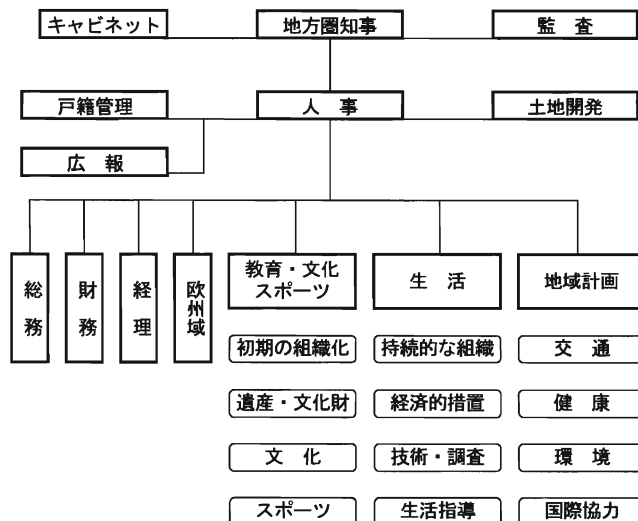 キャビネット
地方圏知事
監 査
戸籍管理
人 事
土地開発
広 報
総務
財務
経理
欧州域
教育・文化
スポーツ
生 活
地域計画
初期の組織化
持続的な組織
交 通
遺産・文化財
経済的措置
健 康
文 化
技術・調査
環 境
スポーツ
生活指導
国際協力